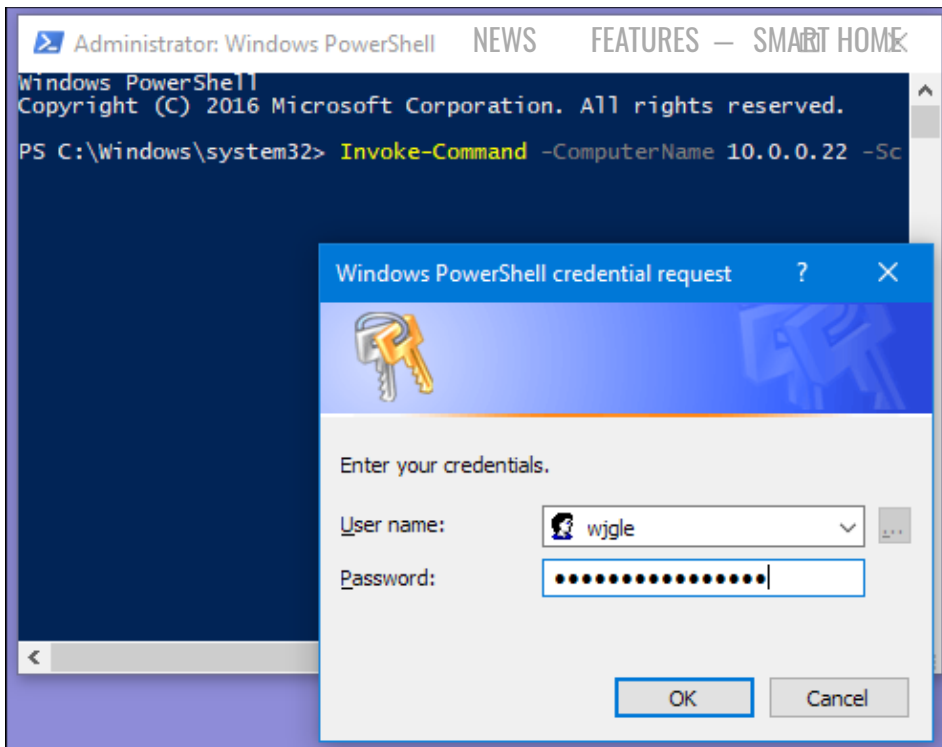 Administrator: Windows PowerShell NEWS FEATURES — SMART HOME
Windows PowerShell
Copyright (C) 2016 Microsoft Corporation. All rights reserved.
PS C:\Windows\system32> Invoke-Command -ComputerName 10.0.0.22 -Sc
Windows PowerShell credential request ?
Enter your credentials.
User name: wjgle ...
Password: ●●●●●●●●●●●●●●●●
OK Cancel